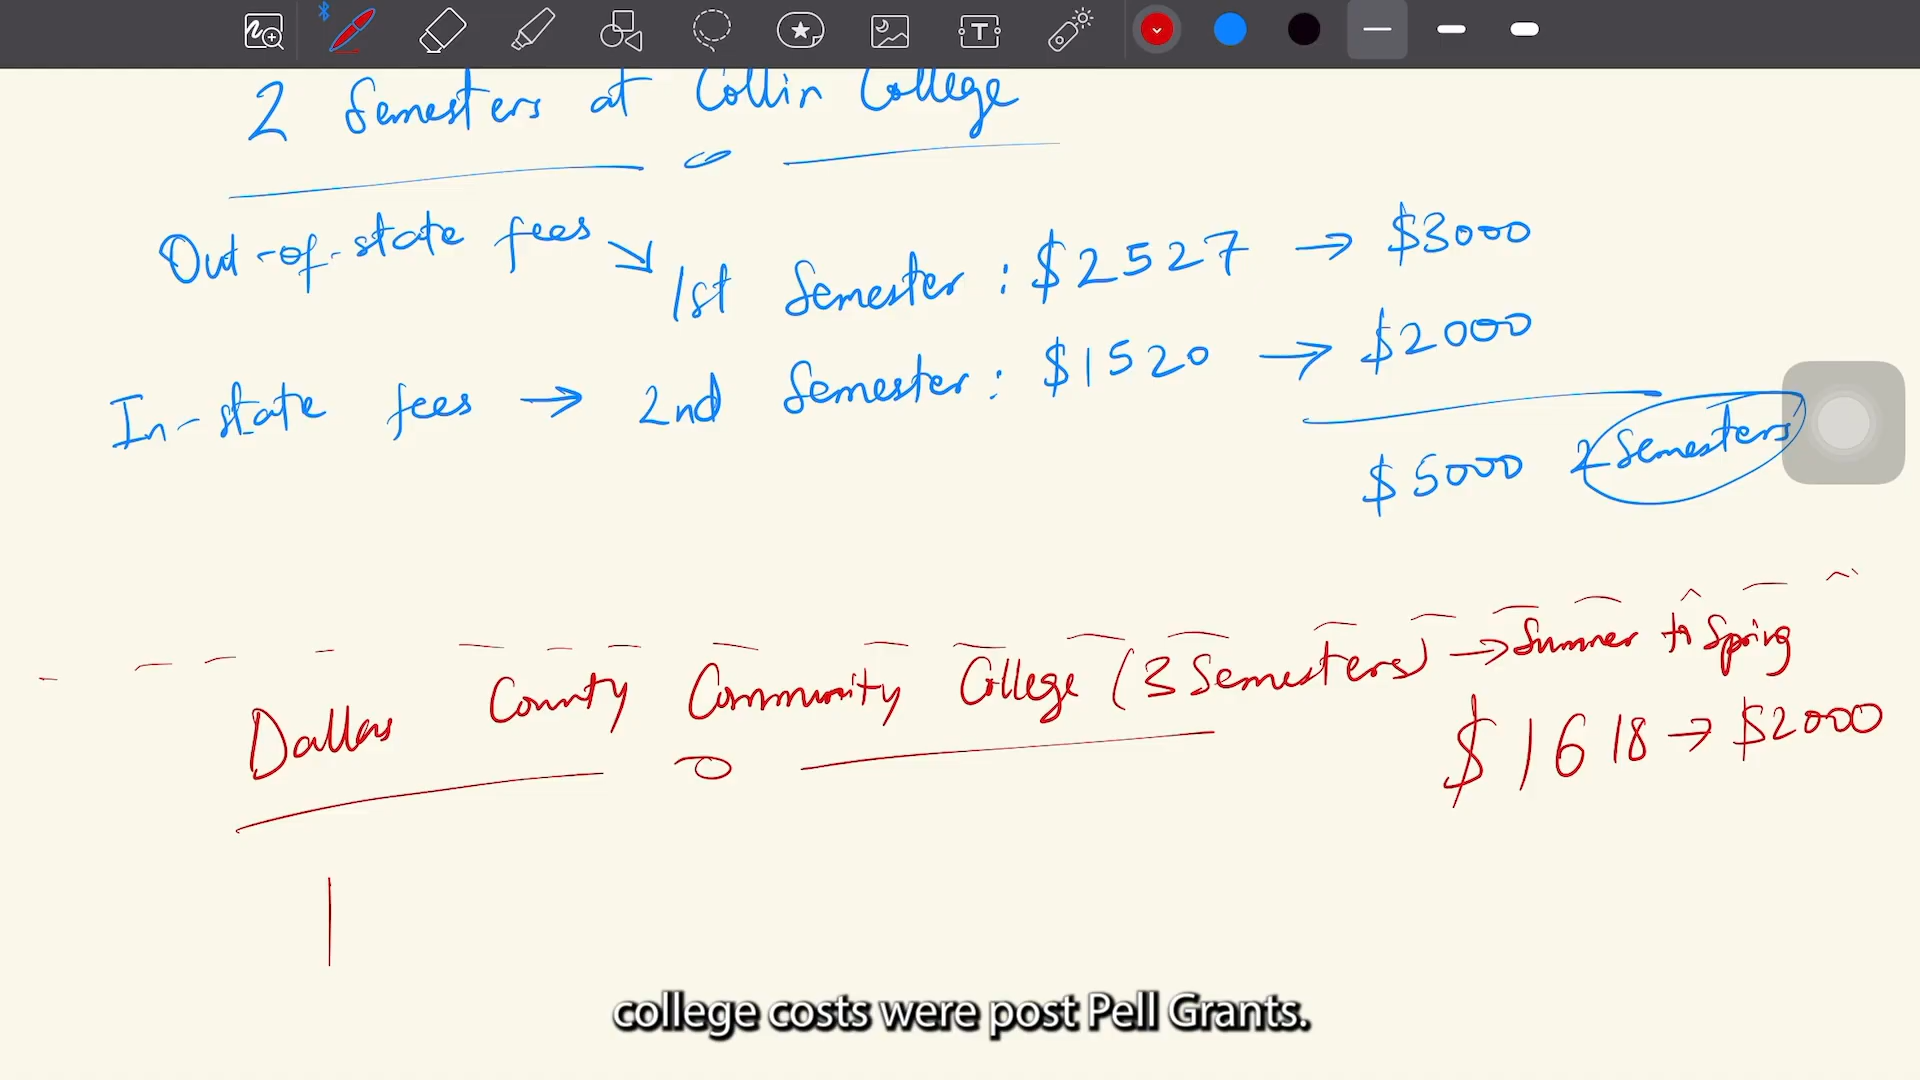 2 Semesters at Collin College
Out-of-state fees ↘ 1st Semester : $2527 → $3000
In-state fees → 2nd Semester : $1520 → $2000
$5000 2 Semesters
Dallas County Community College (3 Semesters) → Summer to Spring
$1618 → $2000
college costs were post Pell Grants.